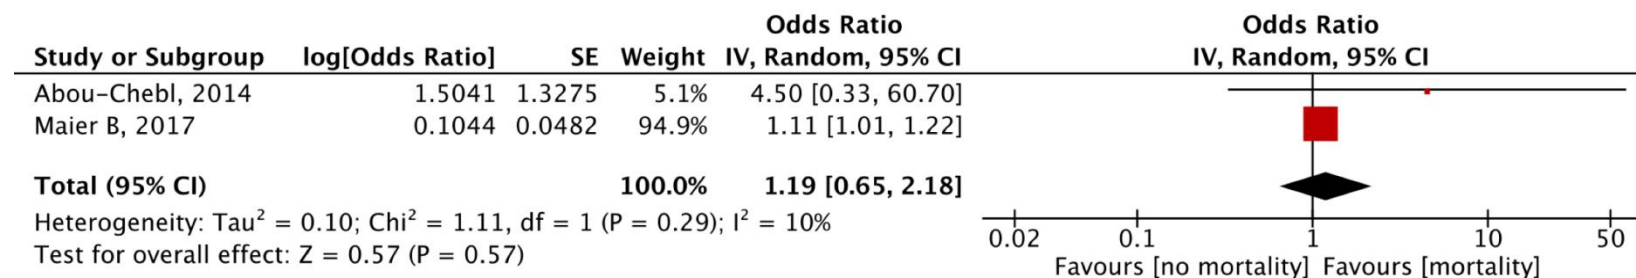 Odds Ratio Odds Ratio
Study or Subgroup log[Odds Ratio] SE Weight IV, Random, 95% CI IV, Random, 95% CI
Abou-Chebl, 2014 1.5041 1.3275 5.1% 4.50 [0.33, 60.70]
Maier B, 2017 0.1044 0.0482 94.9% 1.11 [1.01, 1.22]
Total (95% CI) 100.0% 1.19 [0.65, 2.18]
Heterogeneity: Tau² = 0.10; Chi² = 1.11, df = 1 (P = 0.29); I² = 10%
Test for overall effect: Z = 0.57 (P = 0.57)
0.02 0.1 1 10 50
Favours [no mortality] Favours [mortality]